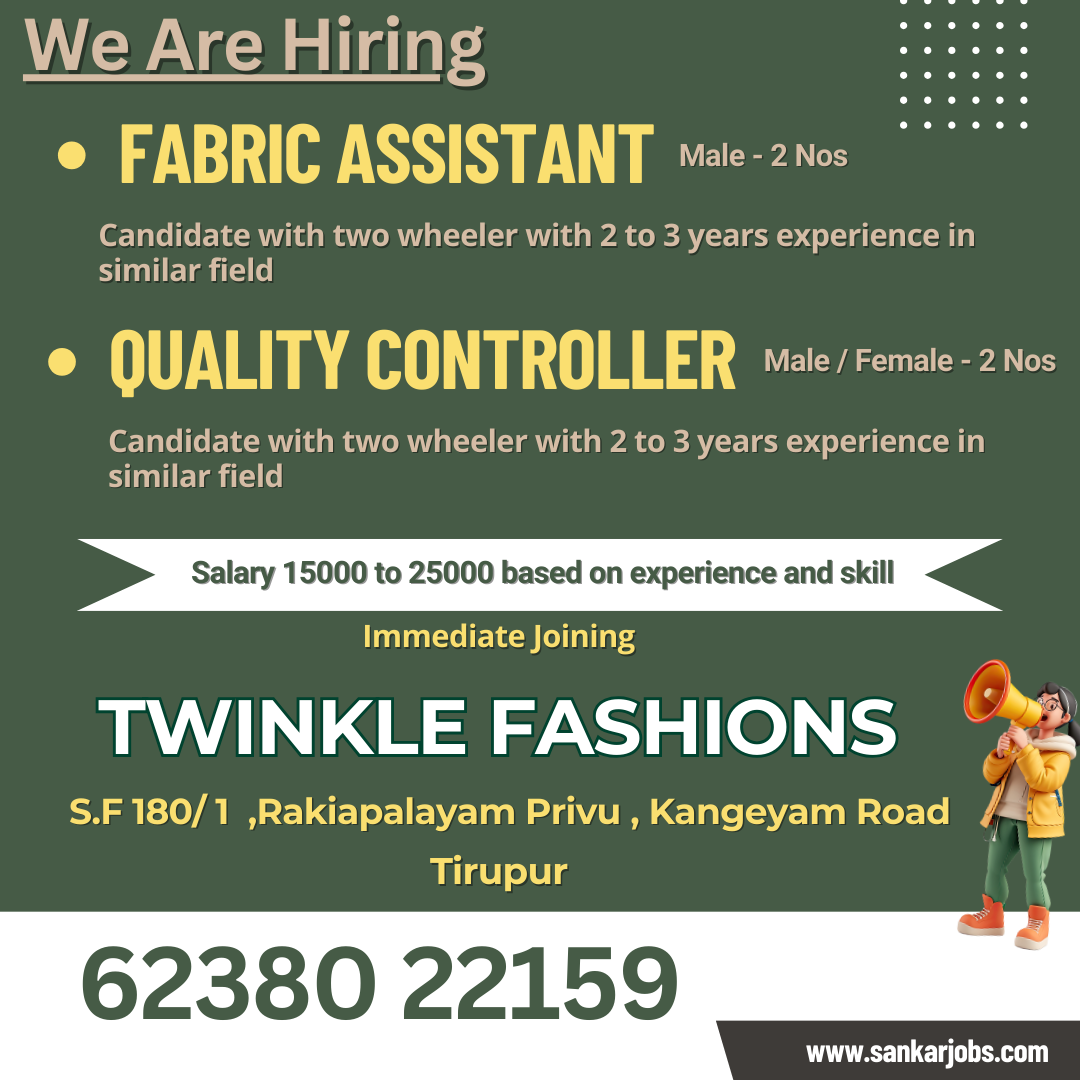 We Are Hiring
• FABRIC ASSISTANT Male - 2 Nos
Candidate with two wheeler with 2 to 3 years experience in
similar field
• QUALITY CONTROLLER Male / Female - 2 Nos
Candidate with two wheeler with 2 to 3 years experience in
similar field
Salary 15000 to 25000 based on experience and skill
Immediate Joining
TWINKLE FASHIONS
S.F 180/ 1 ,Rakiapalayam Privu , Kangeyam Road
Tirupur
62380 22159
www.sankarjobs.com